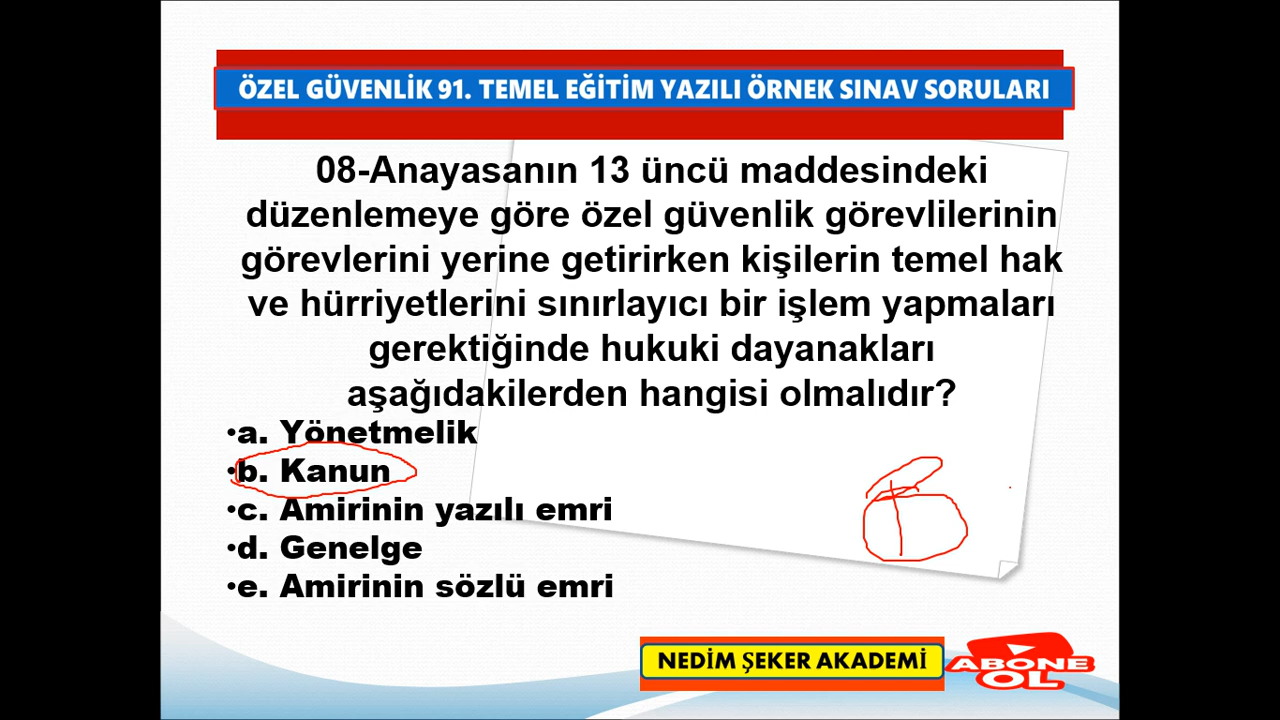 ÖZEL GÜVENLİK 91. TEMEL EĞİTİM YAZILI ÖRNEK SINAV SORULARI
08-Anayasanın 13 üncü maddesindeki
düzenlemeye göre özel güvenlik görevlilerinin
görevlerini yerine getirirken kişilerin temel hak
ve hürriyetlerini sınırlayıcı bir işlem yapmaları
gerektiğinde hukuki dayanakları
aşağıdakilerden hangisi olmalıdır?
•a. Yönetmelik
•b. Kanun
•c. Amirinin yazılı emri
•d. Genelge
•e. Amirinin sözlü emri
NEDİM ŞEKER AKADEMİ
ABONE
OL